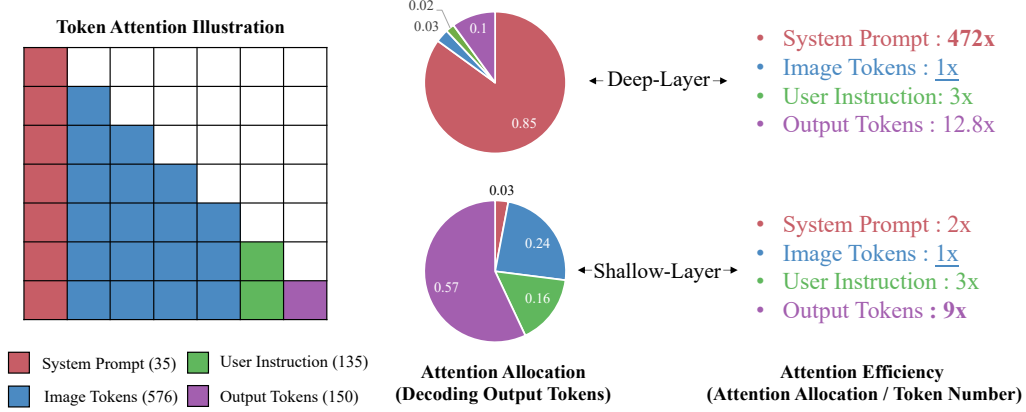 Token Attention Illustration
System Prompt (35)
User Instruction (135)
Image Tokens (576)
Output Tokens (150)
0.02
0.03
0.1
0.85
Deep-Layer
• System Prompt : 472x
• Image Tokens : 1x
• User Instruction: 3x
• Output Tokens : 12.8x
0.03
0.24
0.16
0.57
Shallow-Layer
• System Prompt : 2x
• Image Tokens : 1x
• User Instruction : 3x
• Output Tokens : 9x
Attention Allocation
(Decoding Output Tokens)
Attention Efficiency
(Attention Allocation / Token Number)